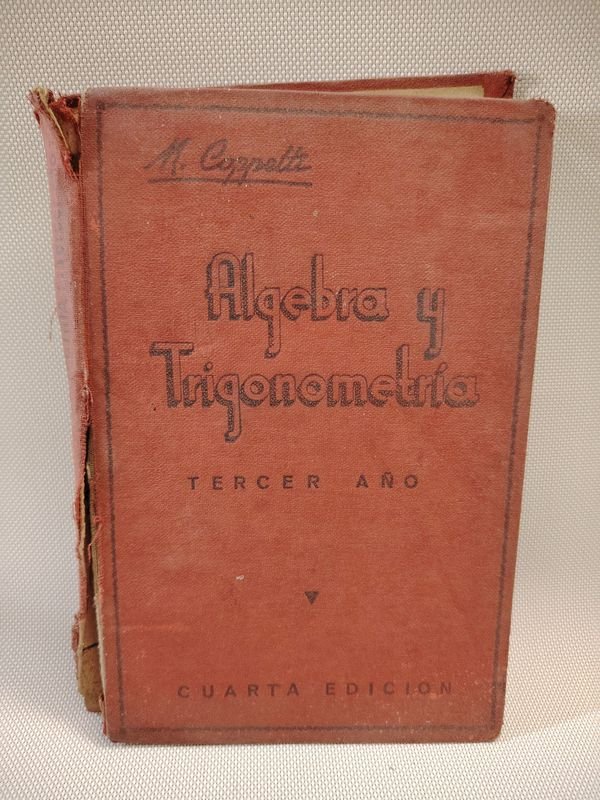 M. Coppetti
Algebra y
Trigonometría
TERCER AÑO
CUARTA EDICION